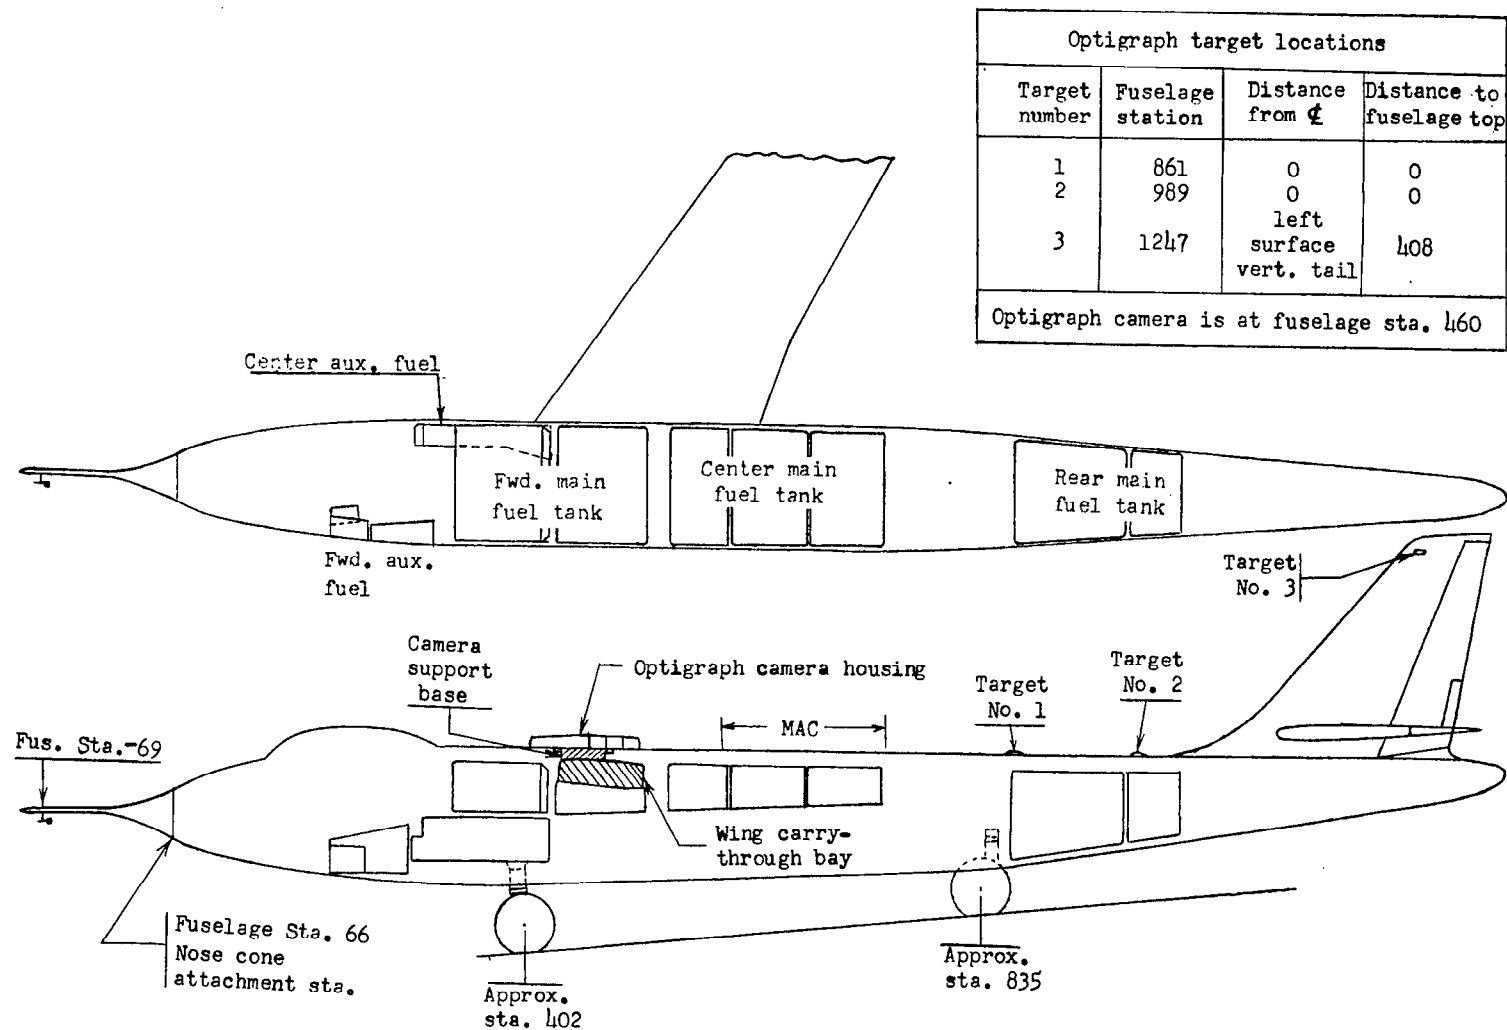 Optigraph target locations
Target number
Fuselage station
Distance from ℄
Distance to fuselage top
1 861 0 0
2 989 0 0
3 1247 left surface vert. tail 408
Optigraph camera is at fuselage sta. 460
Center aux. fuel
Fwd. main
fuel tank
Center main
fuel tank
Rear main
fuel tank
Fwd. aux.
fuel
Target
No. 3
Camera
support
base
Optigraph camera housing
MAC
Target
No. 1
Target
No. 2
Fus. Sta.-69
Wing carry-
through bay
Fuselage Sta. 66
Nose cone
attachment sta.
Approx.
sta. 402
Approx.
sta. 835